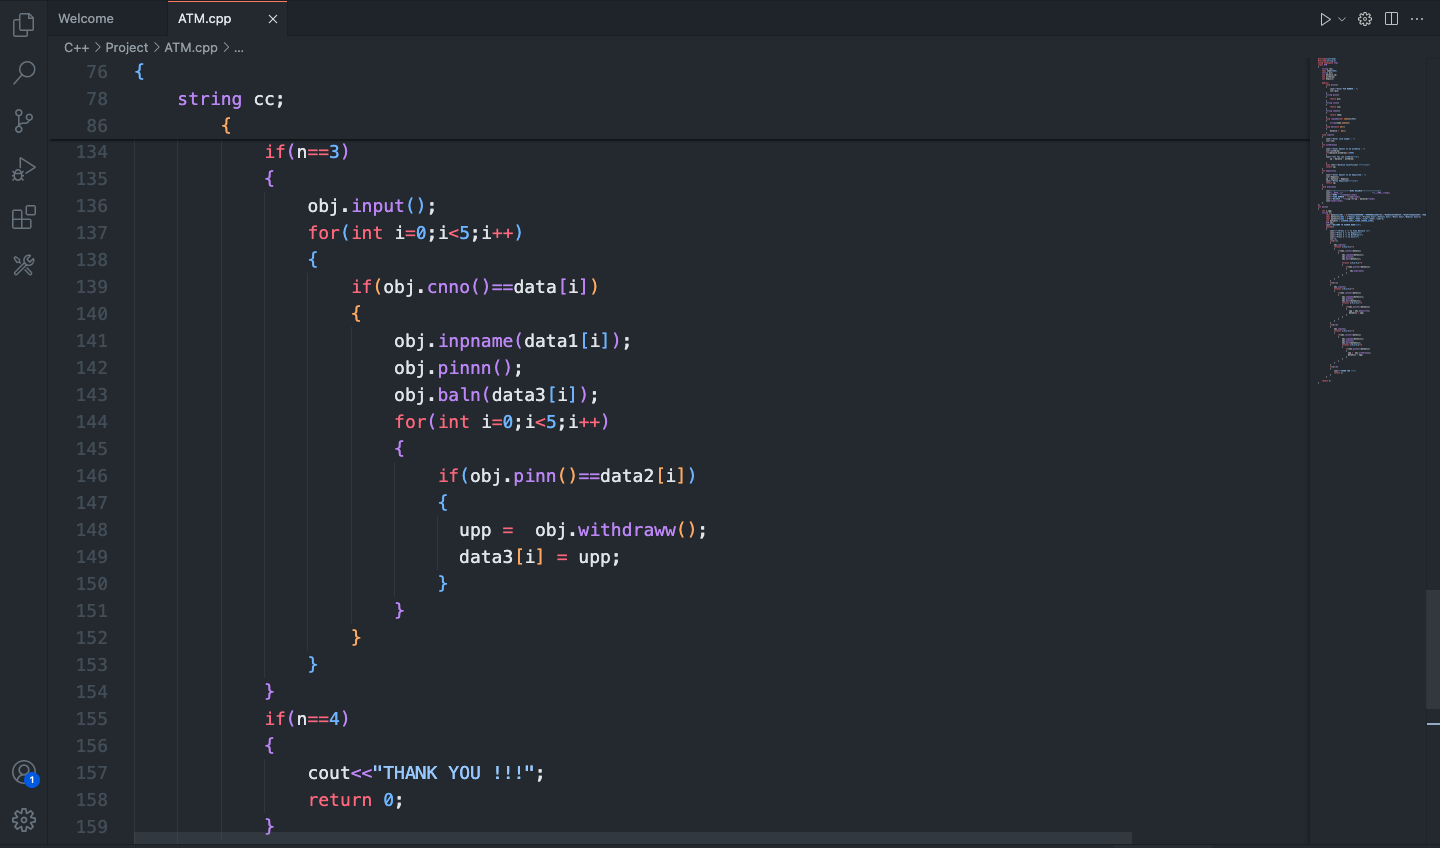 Welcome
ATM.cpp
C++ > Project > ATM.cpp > ...
76 {
78 string cc;
86 {
134 if(n==3)
135 {
136 obj.input();
137 for(int i=0;i<5;i++)
138 {
139 if(obj.cnno()==data[i])
140 {
141 obj.inpname(data1[i]);
142 obj.pinnn();
143 obj.baln(data3[i]);
144 for(int i=0;i<5;i++)
145 {
146 if(obj.pinn()==data2[i])
147 {
148 upp =  obj.withdraww();
149 data3[i] = upp;
150 }
151 }
152 }
153 }
154 }
155 if(n==4)
156 {
157 cout<<"THANK YOU !!!";
158 return 0;
159 }
1